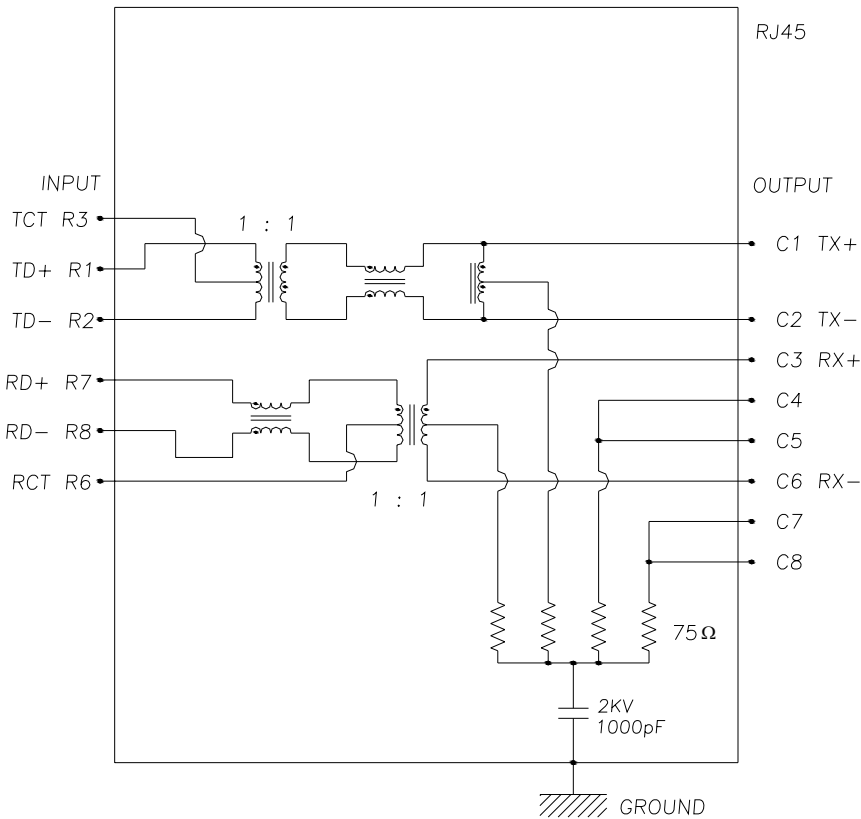 RJ45
INPUT
OUTPUT
TCT R3
1 : 1
C1 TX+
TD+ R1
TD- R2
C2 TX-
C3 RX+
RD+ R7
C4
RD- R8
C5
RCT R6
C6 RX-
1 : 1
C7
C8
75Ω
2KV
1000pF
GROUND